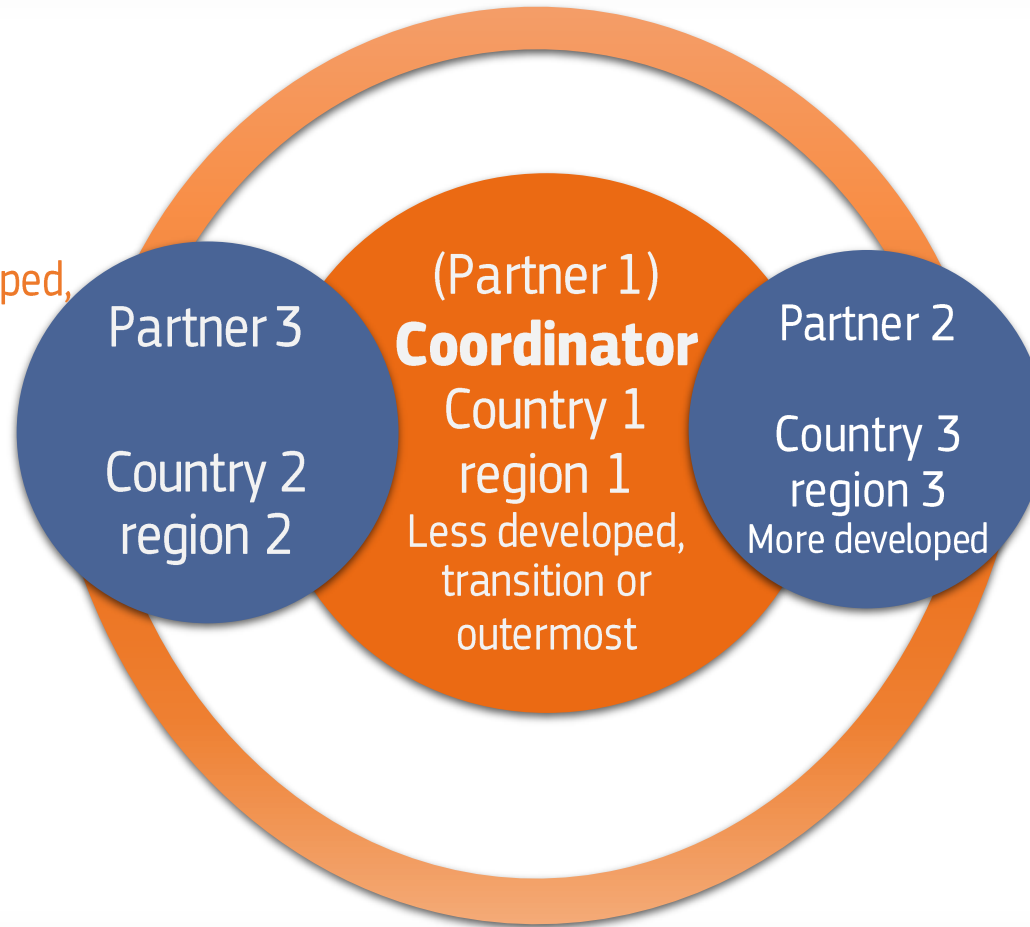 Partner 3
Country 2
region 2
(Partner 1)
Coordinator
Country 1
region 1
Less developed,
transition or
outermost
Partner 2
Country 3
region 3
More developed